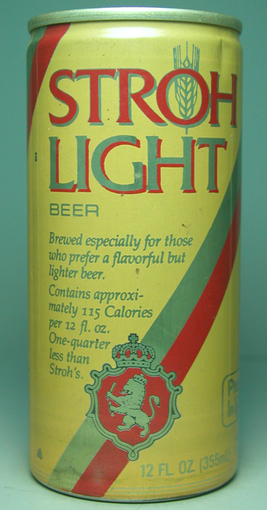 STROH
LIGHT
BEER
Brewed especially for those
who prefer a flavorful but
lighter beer.
Contains approxi-
mately 115 Calories
per 12 fl. oz.
One-quarter
less than
Stroh's.
12 FL OZ (355